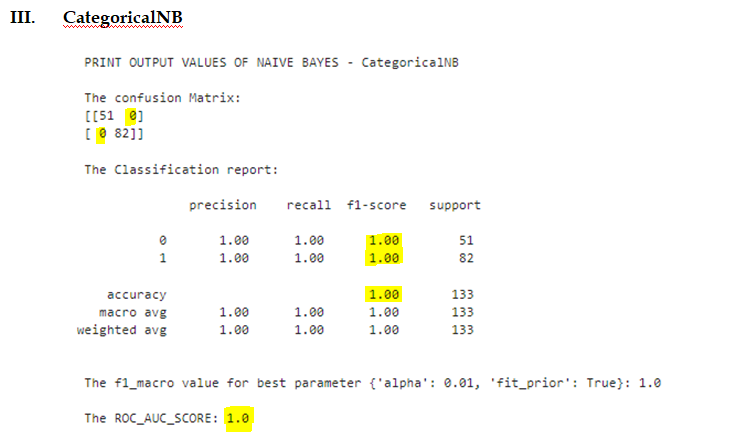 III. CategoricalNB
PRINT OUTPUT VALUES OF NAIVE BAYES - CategoricalNB
The confusion Matrix:
[[51  0]
[ 0 82]]
The Classification report:
precision recall f1-score support
0 1.00 1.00 1.00 51
1 1.00 1.00 1.00 82
accuracy 1.00 133
macro avg 1.00 1.00 1.00 133
weighted avg 1.00 1.00 1.00 133
The f1_macro value for best parameter {'alpha': 0.01, 'fit_prior': True}: 1.0
The ROC_AUC_SCORE: 1.0